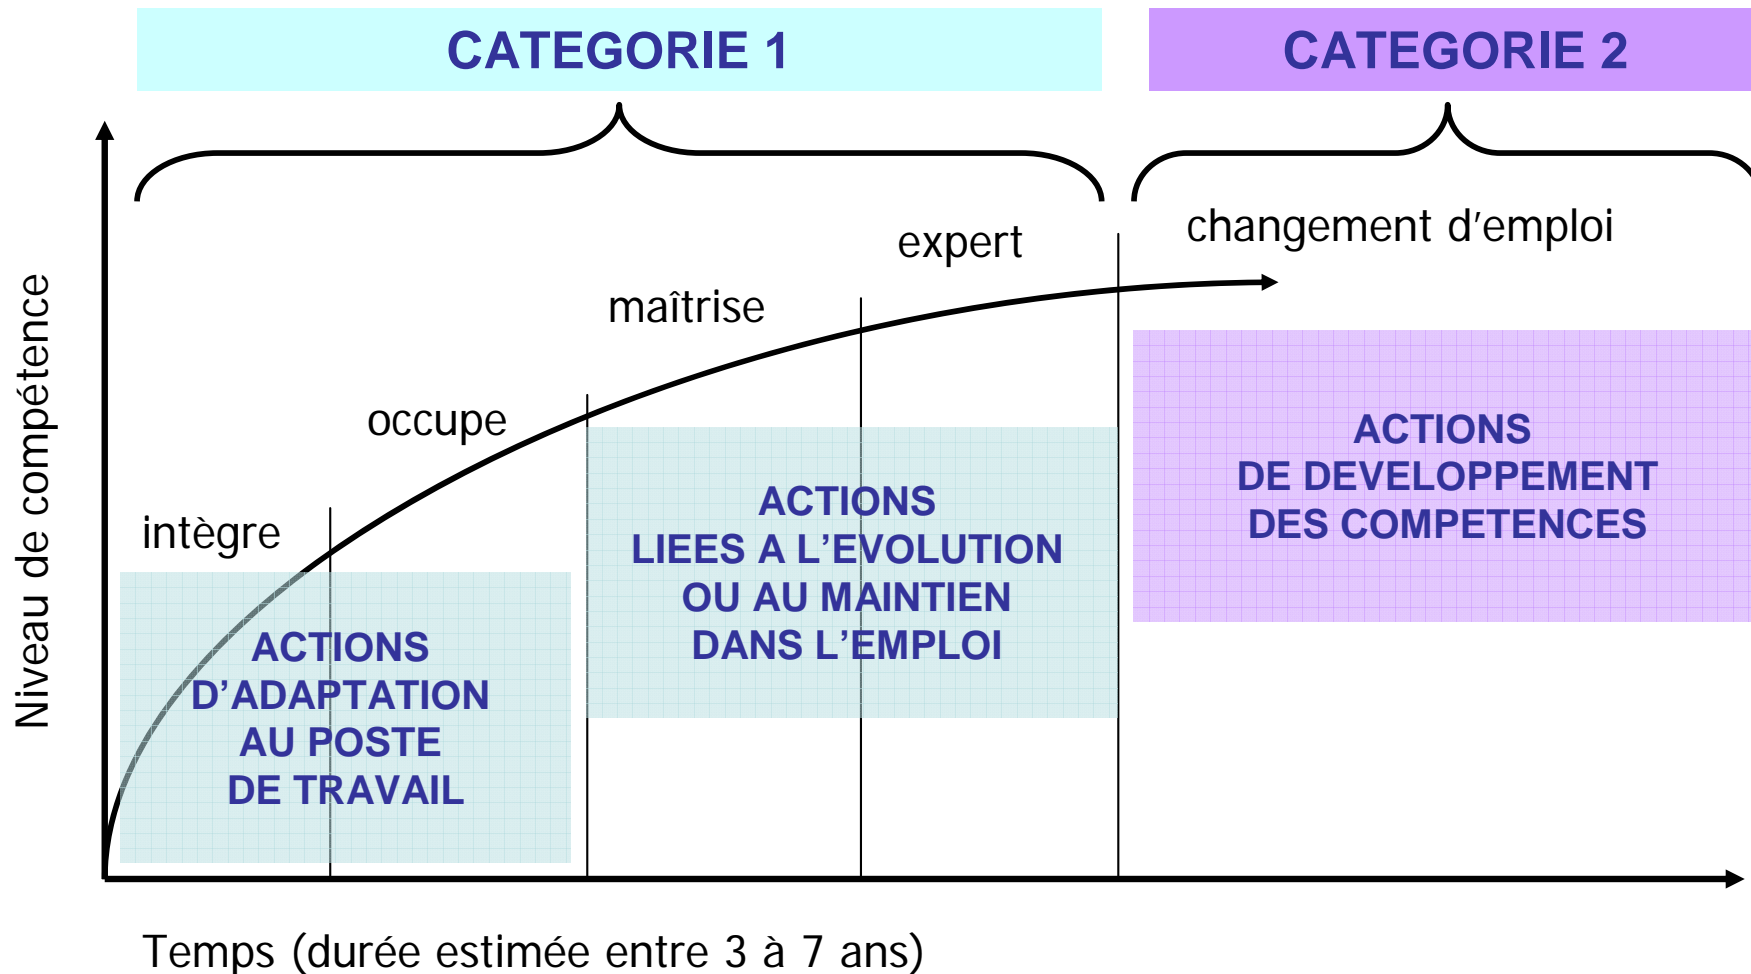 CATEGORIE 1
CATEGORIE 2
changement d'emploi
expert
maîtrise
occupe
intègre
Niveau de compétence
ACTIONS
D’ADAPTATION
AU POSTE
DE TRAVAIL
ACTIONS
LIEES A L’EVOLUTION
OU AU MAINTIEN
DANS L’EMPLOI
ACTIONS
DE DEVELOPPEMENT
DES COMPETENCES
Temps (durée estimée entre 3 à 7 ans)